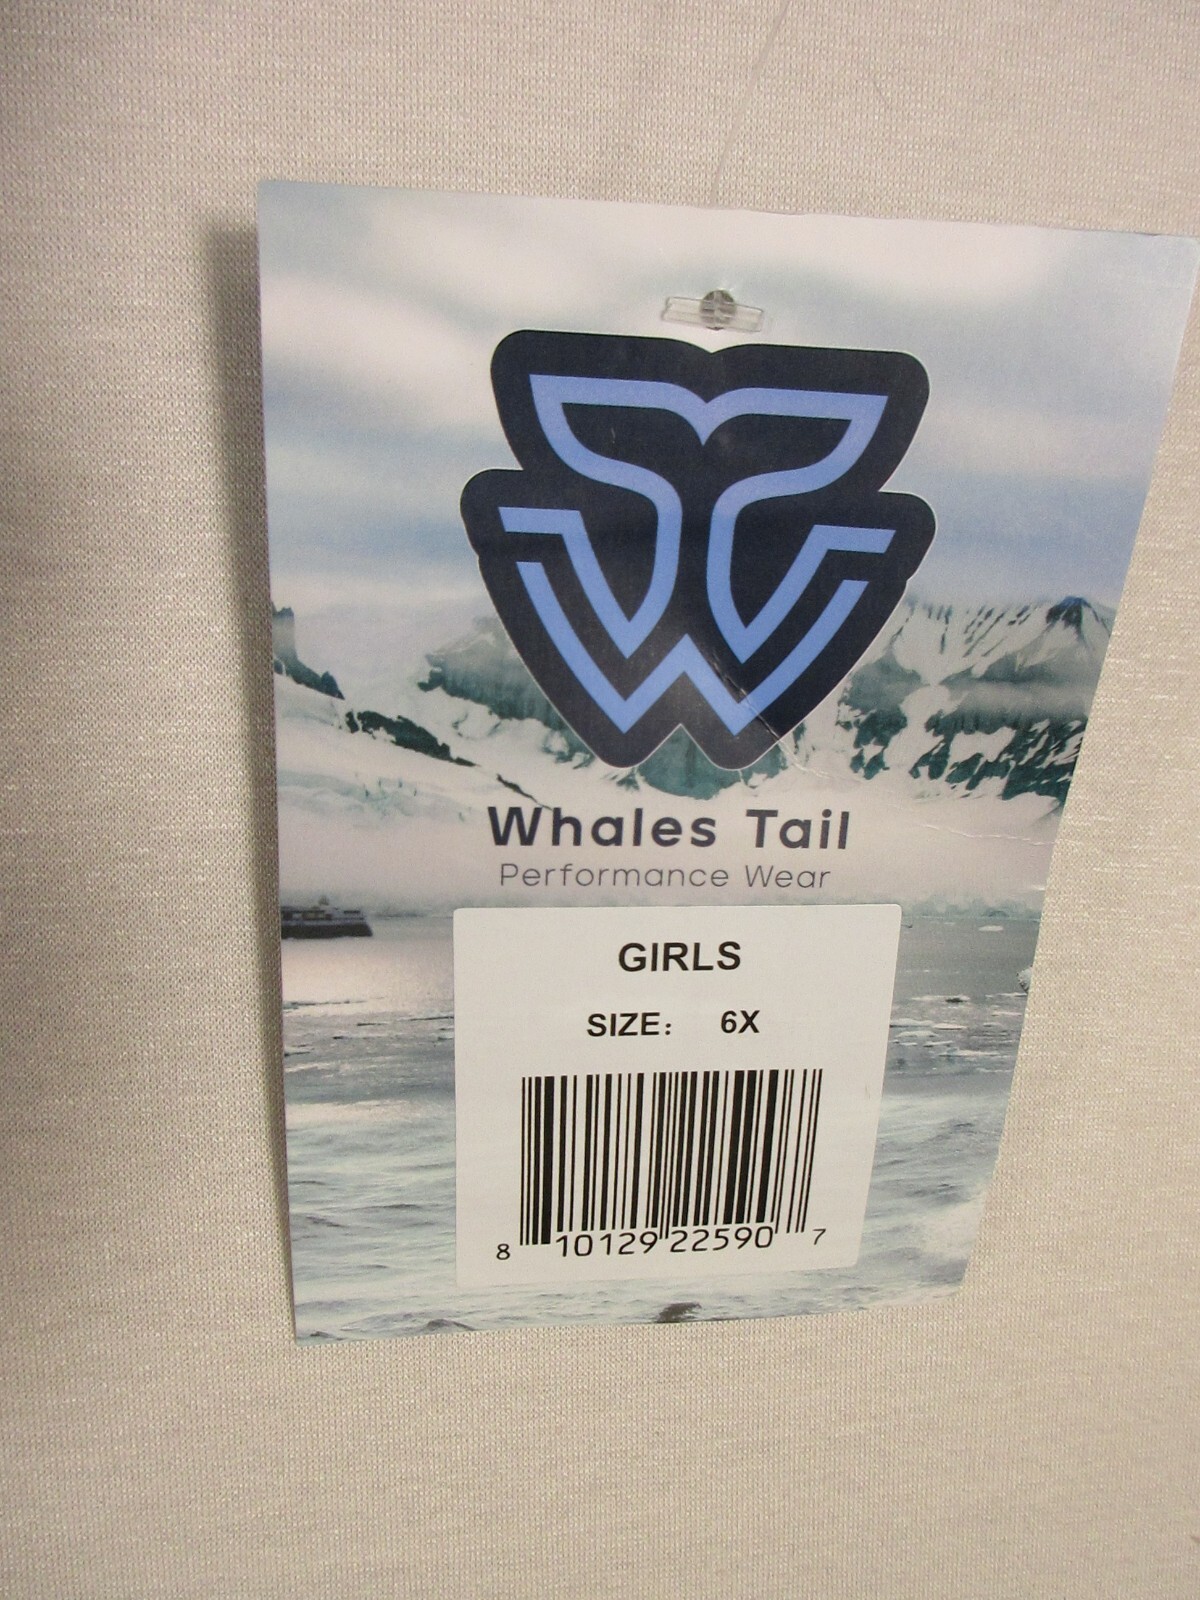 Whales Tail
Performance Wear
GIRLS
SIZE: 6X
8 10129 22590 7